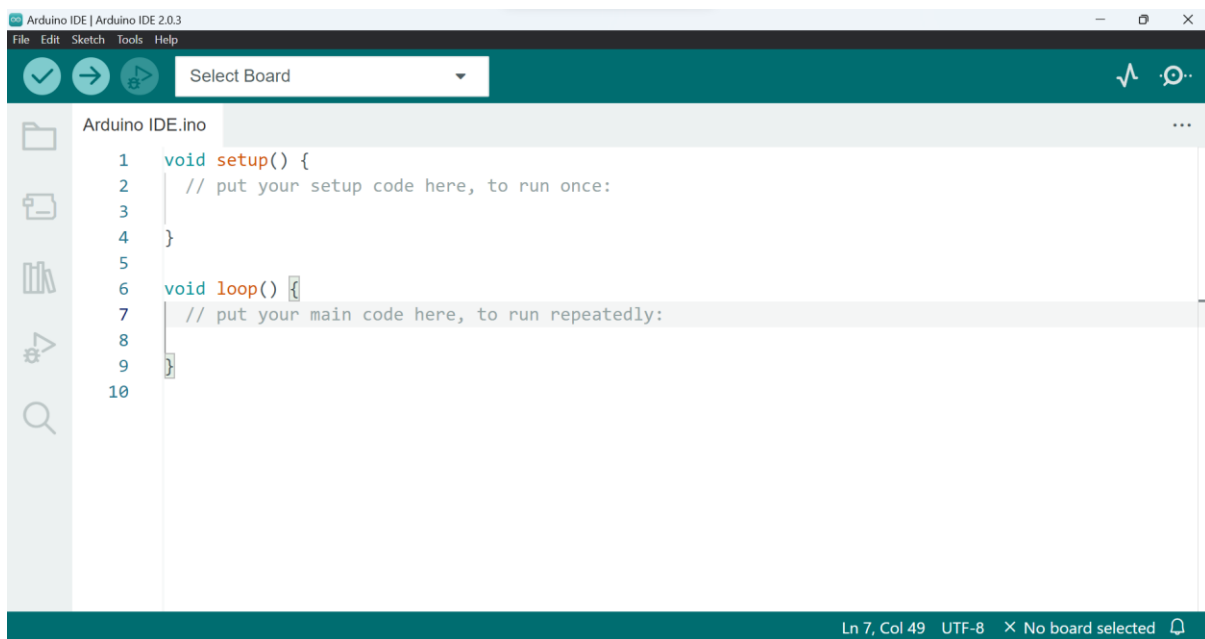 Arduino IDE | Arduino IDE 2.0.3
File Edit Sketch Tools Help
Select Board
Arduino IDE.ino
...
1 void setup() {
2 // put your setup code here, to run once:
3
4 }
5
6 void loop() {
7 // put your main code here, to run repeatedly:
8
9 }
10
Ln 7, Col 49 UTF-8 × No board selected